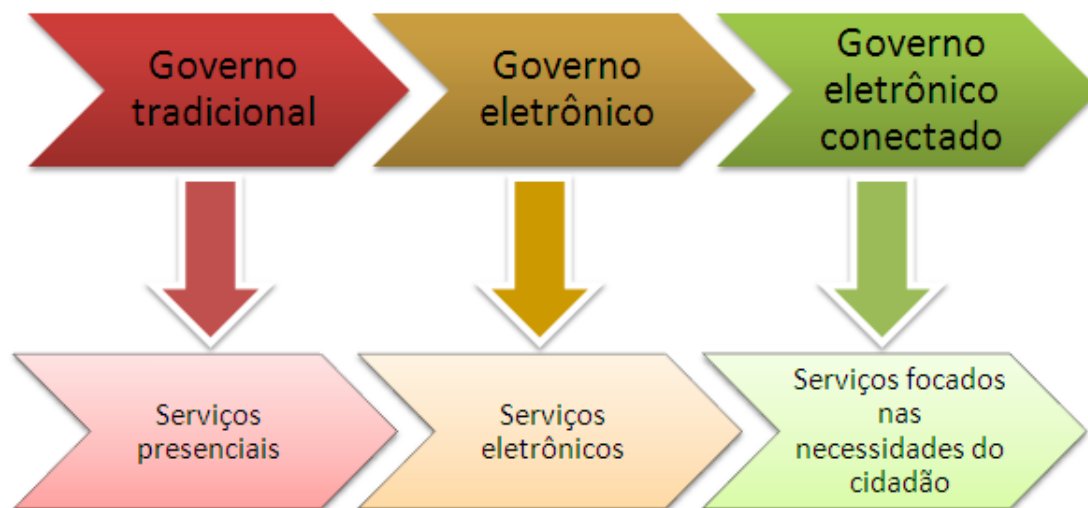 Governo
tradicional
Governo
eletrônico
Governo
eletrônico
conectado
Serviços
presenciais
Serviços
eletrônicos
Serviços focados
nas
necessidades do
cidadão